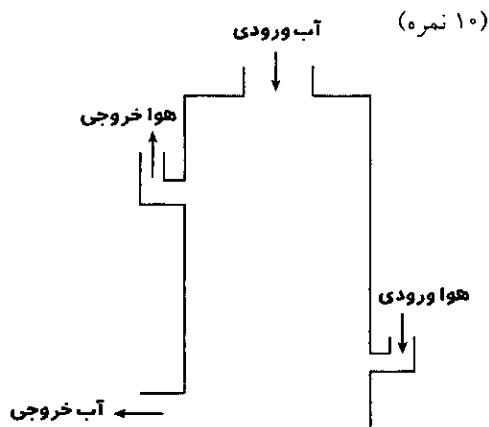 (۱۰ نمره)
آب ورودی
هوا خروجی
هوا ورودی
آب خروجی